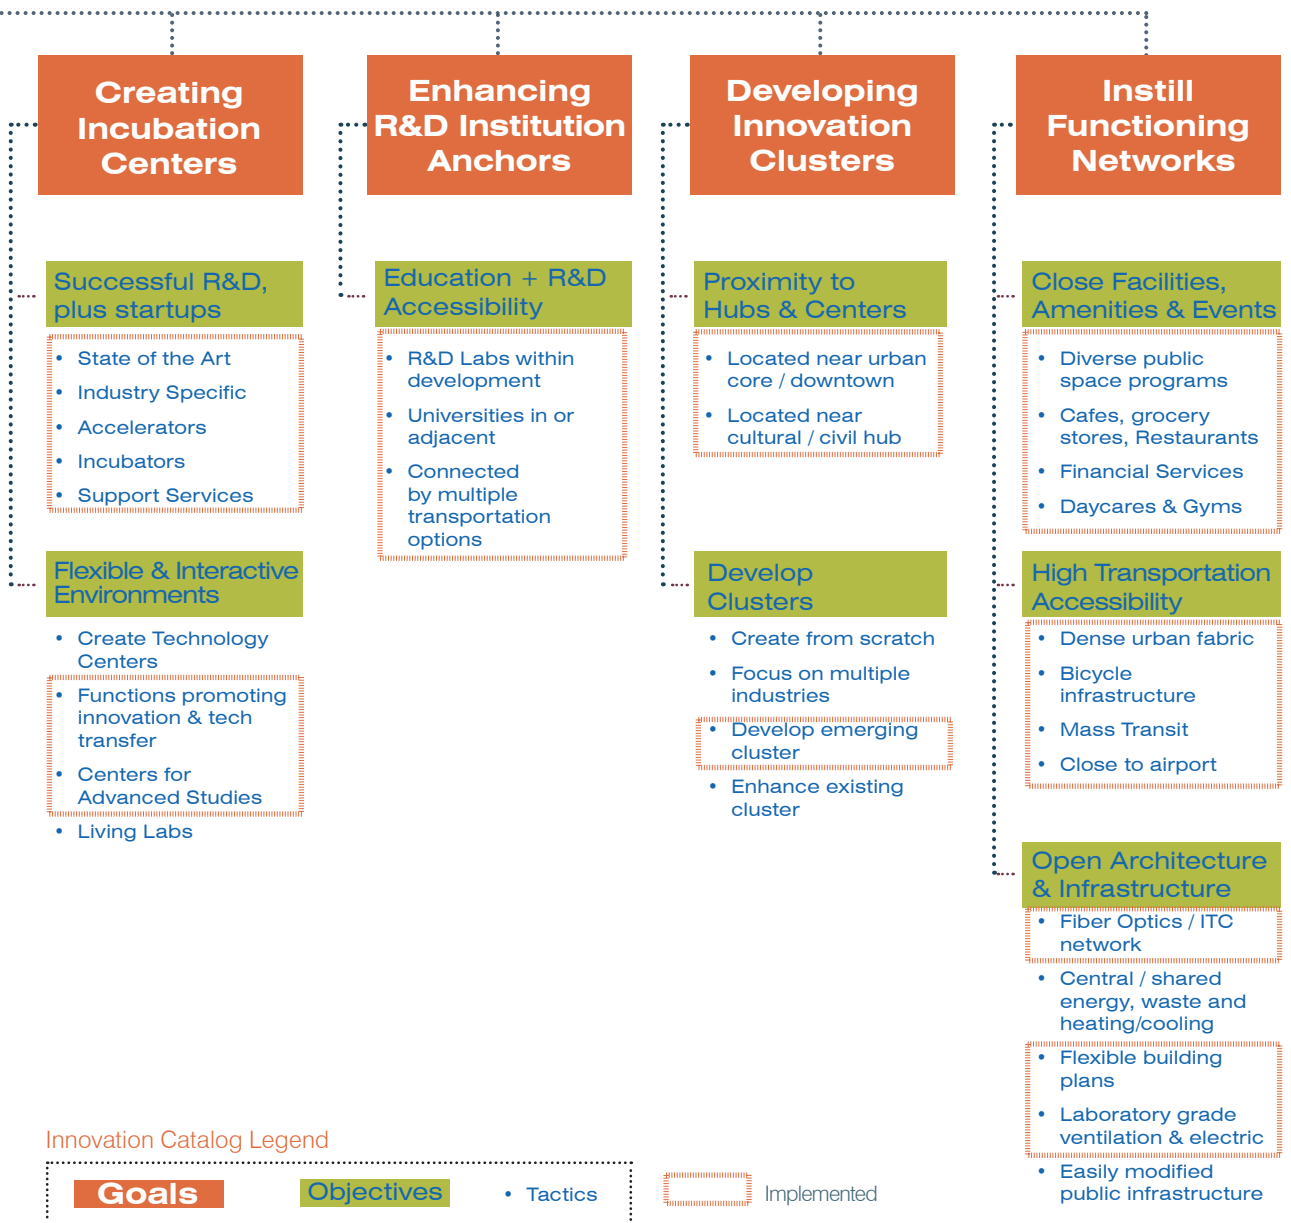 Creating
Incubation
Centers
Successful R&D,
plus startups
• State of the Art
• Industry Specific
• Accelerators
• Incubators
• Support Services
Flexible & Interactive
Environments
• Create Technology
Centers
• Functions promoting
innovation & tech
transfer
• Centers for
Advanced Studies
• Living Labs
Enhancing
R&D Institution
Anchors
Education + R&D
Accessibility
• R&D Labs within
development
• Universities in or
adjacent
• Connected
by multiple
transportation
options
Developing
Innovation
Clusters
Proximity to
Hubs & Centers
• Located near urban
core / downtown
• Located near
cultural / civil hub
Develop
Clusters
• Create from scratch
• Focus on multiple
industries
• Develop emerging
cluster
• Enhance existing
cluster
Instill
Functioning
Networks
Close Facilities,
Amenities & Events
• Diverse public
space programs
• Cafes, grocery
stores, Restaurants
• Financial Services
• Daycares & Gyms
High Transportation
Accessibility
• Dense urban fabric
• Bicycle
infrastructure
• Mass Transit
• Close to airport
Open Architecture
& Infrastructure
• Fiber Optics / ITC
network
• Central / shared
energy, waste and
heating/cooling
• Flexible building
plans
• Laboratory grade
ventilation & electric
• Easily modified
public infrastructure
Innovation Catalog Legend
Goals
Objectives
• Tactics
Implemented